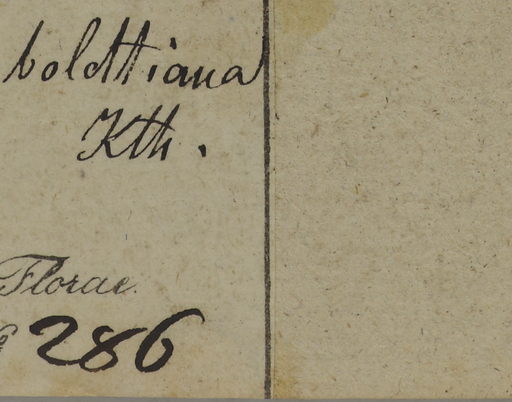 boldtiana
Kth.
Florae.
286